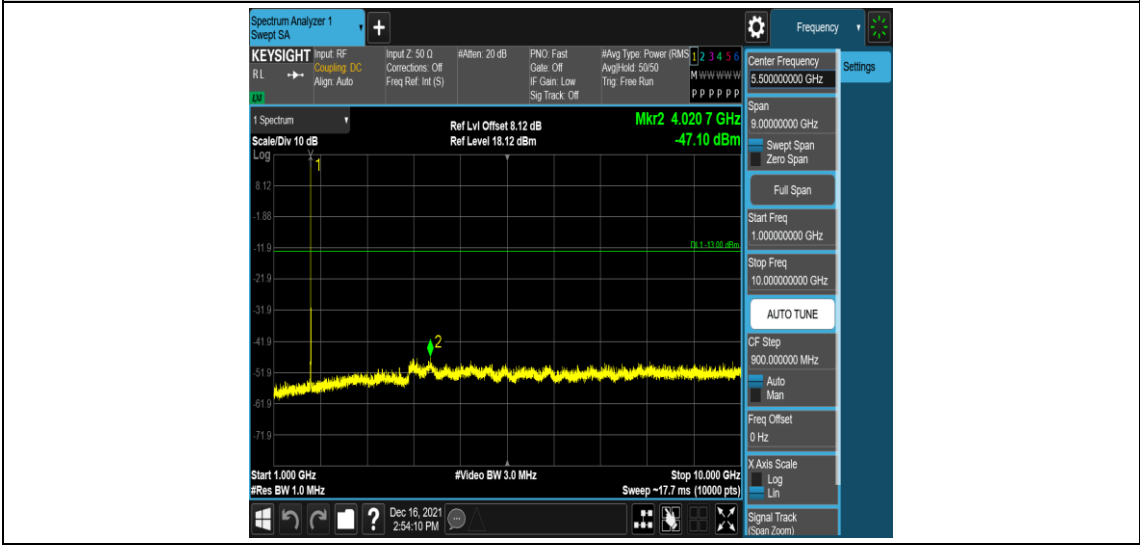 Spectrum Analyzer 1
Swept SA
Frequency
KEYSIGHT
Input: RF
Coupling: DC
Align: Auto
Input Z: 50 Ω
Corrections: Off
Freq Ref: Int (S)
#Atten: 20 dB
PNO: Fast
Gate: Off
IF Gain: Low
Sig Track: Off
#Avg Type: Power (RMS
Avg|Hold: 50/50
Trig: Free Run
1 2 3 4 5 6
M W W W W W
P P P P P P
R L
LXI
1 Spectrum
Scale/Div 10 dB
Log
Ref Lvl Offset 8.12 dB
Ref Level 18.12 dBm
Mkr2 4.020 7 GHz
-47.10 dBm
1
8.12
-1.88
-11.9
DL1 -13.00 dBm
-21.9
-31.9
-41.9
2
-51.9
-61.9
-71.9
Start 1.000 GHz
#Video BW 3.0 MHz
Stop 10.000 GHz
#Res BW 1.0 MHz
Sweep ~17.7 ms (10000 pts)
Dec 16, 2021
2:54:10 PM
Center Frequency
5.500000000 GHz
Settings
Span
9.00000000 GHz
Swept Span
Zero Span
Full Span
Start Freq
1.000000000 GHz
Stop Freq
10.000000000 GHz
AUTO TUNE
CF Step
900.000000 MHz
Auto
Man
Freq Offset
0 Hz
X Axis Scale
Log
Lin
Signal Track
(Span Zoom)